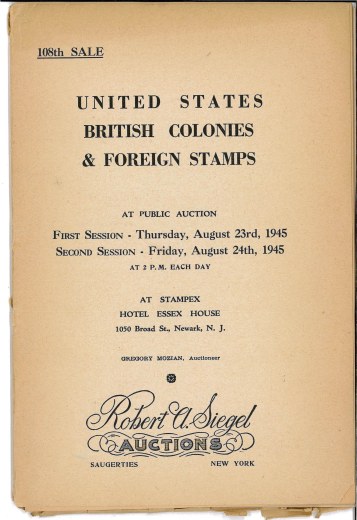 108th SALE
UNITED STATES
BRITISH COLONIES
& FOREIGN STAMPS
AT PUBLIC AUCTION
FIRST SESSION - Thursday, August 23rd, 1945
SECOND SESSION - Friday, August 24th, 1945
AT 2 P.M. EACH DAY
AT STAMPEX
HOTEL ESSEX HOUSE
1050 Broad St., Newark, N. J.
GREGORY MOZIAN, Auctioneer
Robert A. Siegel
AUCTIONS
SAUGERTIES NEW YORK